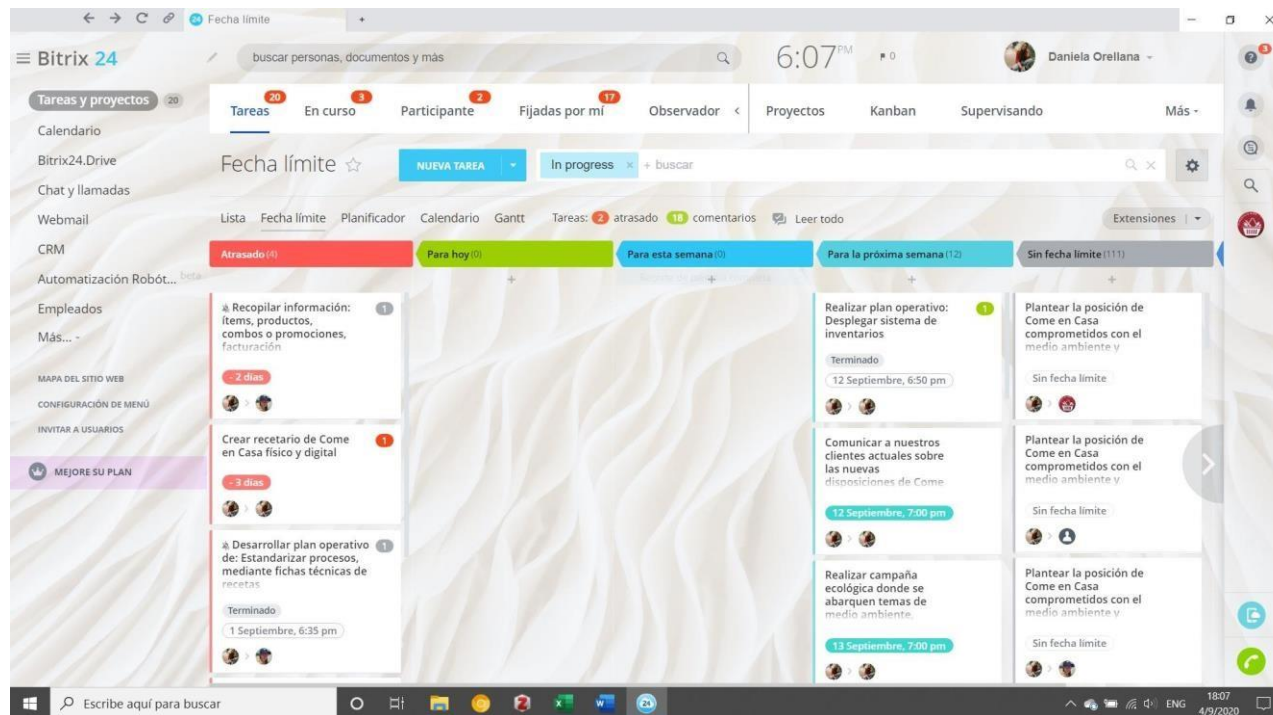 24 Fecha límite +
Bitrix 24
buscar personas, documentos y màs
6:07 PM
0
Daniela Orellana
3
Tareas y proyectos 20
Calendario
Bitrix24.Drive
Chat y llamadas
Webmail
CRM
Automatización Robót... beta
Empleados
Más... -
MAPA DEL SITIO WEB
CONFIGURACIÓN DE MENÚ
INVITAR A USUARIOS
MEJORE SU PLAN
Tareas 20 En curso 3 Participante 2 Fijadas por mí 17 Observador < Proyectos Kanban Supervisando Más -
Fecha límite
NUEVA TAREA
In progress × + buscar
Lista Fecha límite Planificador Calendario Gantt Tareas: 2 atrasado 18 comentarios Leer todo
Extensiones
Atrasado (4)
Recopilar información: 1
ítems, productos,
combos o promociones,
facturación
- 2 días
Crear recetario de Come 1
en Casa físico y digital
- 3 días
Desarrollar plan operativo 1
de: Estandarizar procesos,
mediante fichas técnicas de
recetas
Terminado
1 Septiembre, 6:35 pm
Para hoy (0)
+
Para esta semana (0)
+
Para la próxima semana (12)
+
Realizar plan operativo: 1
Desplegar sistema de
inventarios
Terminado
12 Septiembre, 6:50 pm
Comunicar a nuestros
clientes actuales sobre
las nuevas
disposiciones de Come
12 Septiembre, 7:00 pm
Realizar campaña
ecológica donde se
abarquen temas de
medio ambiente,
13 Septiembre, 7:00 pm
Sin fecha límite (111)
+
Plantear la posición de
Come en Casa
comprometidos con el
medio ambiente y
Sin fecha límite
Plantear la posición de
Come en Casa
comprometidos con el
medio ambiente y
Sin fecha límite
Plantear la posición de
Come en Casa
comprometidos con el
medio ambiente y
Sin fecha límite
Escribe aquí para buscar
24
ENG
18:07
4/9/2020